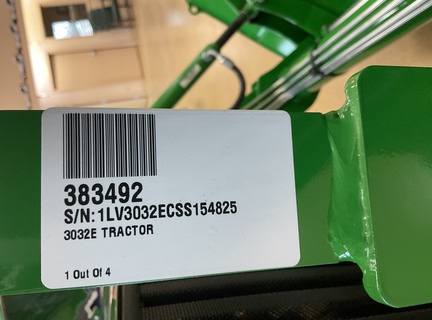 383492
S/N: 1LV3032ECSS154825
3032E TRACTOR
1 Out Of 4